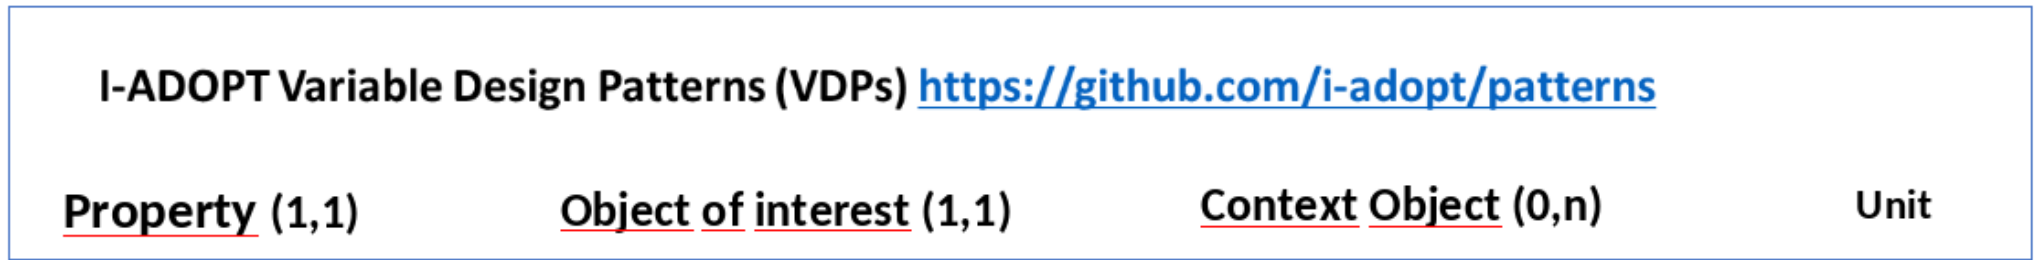 I-ADOPT Variable Design Patterns (VDPs) https://github.com/i-adopt/patterns
Property (1,1) Object of interest (1,1) Context Object (0,n) Unit